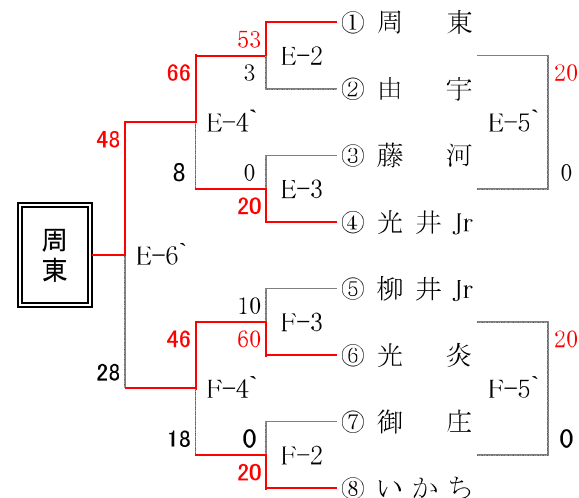 ① 周 東
53
E-2
3
66
② 由 宇
20
E-5`
0
E-4`
48
8
③ 藤 河
0
E-3
20
④ 光 井 Jr
周東
E-6`
⑤ 柳 井 Jr
10
F-3
60
46
⑥ 光 炎
20
F-5`
0
28
F-4`
18
⑦ 御 庄
0
F-2
20
⑧ い か ち